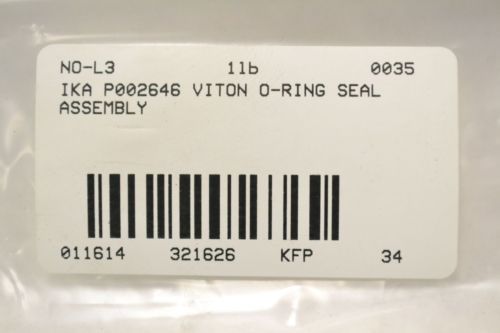 NO-L3 1lb 0035
IKA P002646 VITON O-RING SEAL
ASSEMBLY
011614 321626 KFP 34